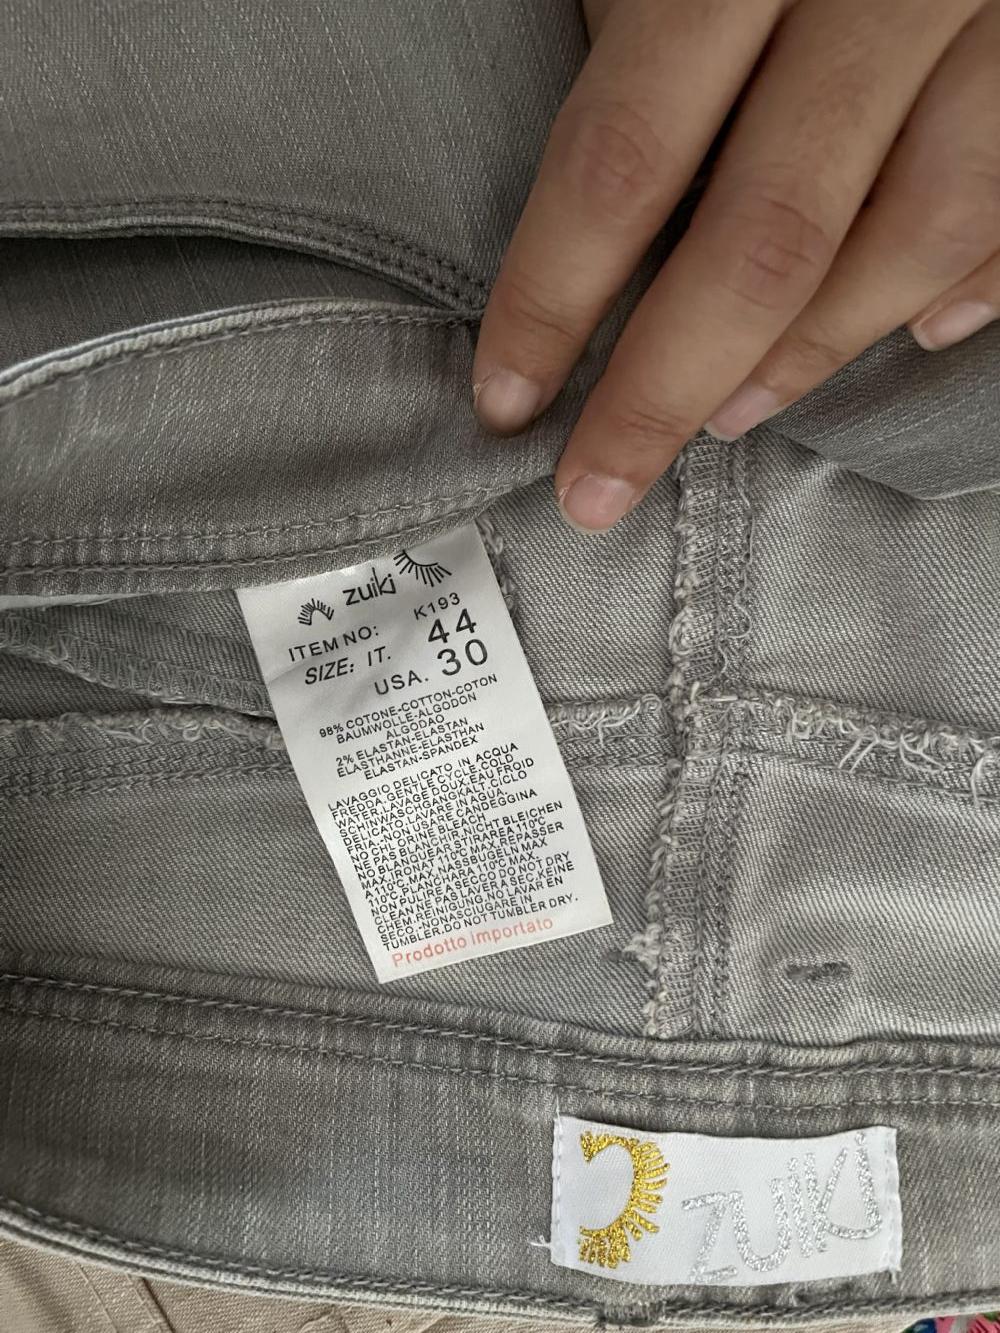 zuiki
ITEM NO: K193
SIZE: IT. 44
USA. 30
98% COTONE-COTTON-COTON
BAUMWOLLE-ALGODON
ALGODAO
2% ELASTAN-ELASTAN
ELASTHANNE-ELASTHAN
ELASTAN-SPANDEX
LAVAGGIO DELICATO IN ACQUA
FREDDA.GENTLE CYCLE COLD
WATER.LAVAGE DOUX.EAU FROID
SCHINWASCHGANGKALT.CICLO
DELICATO.LAVARE IN AGUA.
FRIA.-NON USARE CANDEGGINA
NO CHLORINE BLEACH
NE PAS BLANCHIR.NICHT BLEICHEN
NO BLANQUEAR STIRAREA 110°C
MAX.IRONAT 110°C MAX.REPASSER
A 110°C.MAX.NASSBUGELN MAX
110°C.PLANCHARA 110°C MAX.
NON PULIRE A SECCO DO NOT DRY
CLEAN NE PAS LAVER A SEC.KEINE
CHEM.REINIGUNG.NO LAVAR EN
SECO.-NONASCIUGARE IN
TUMBLER.DO NOT TUMBLER DRY.
Prodotto importato
ZUiKi